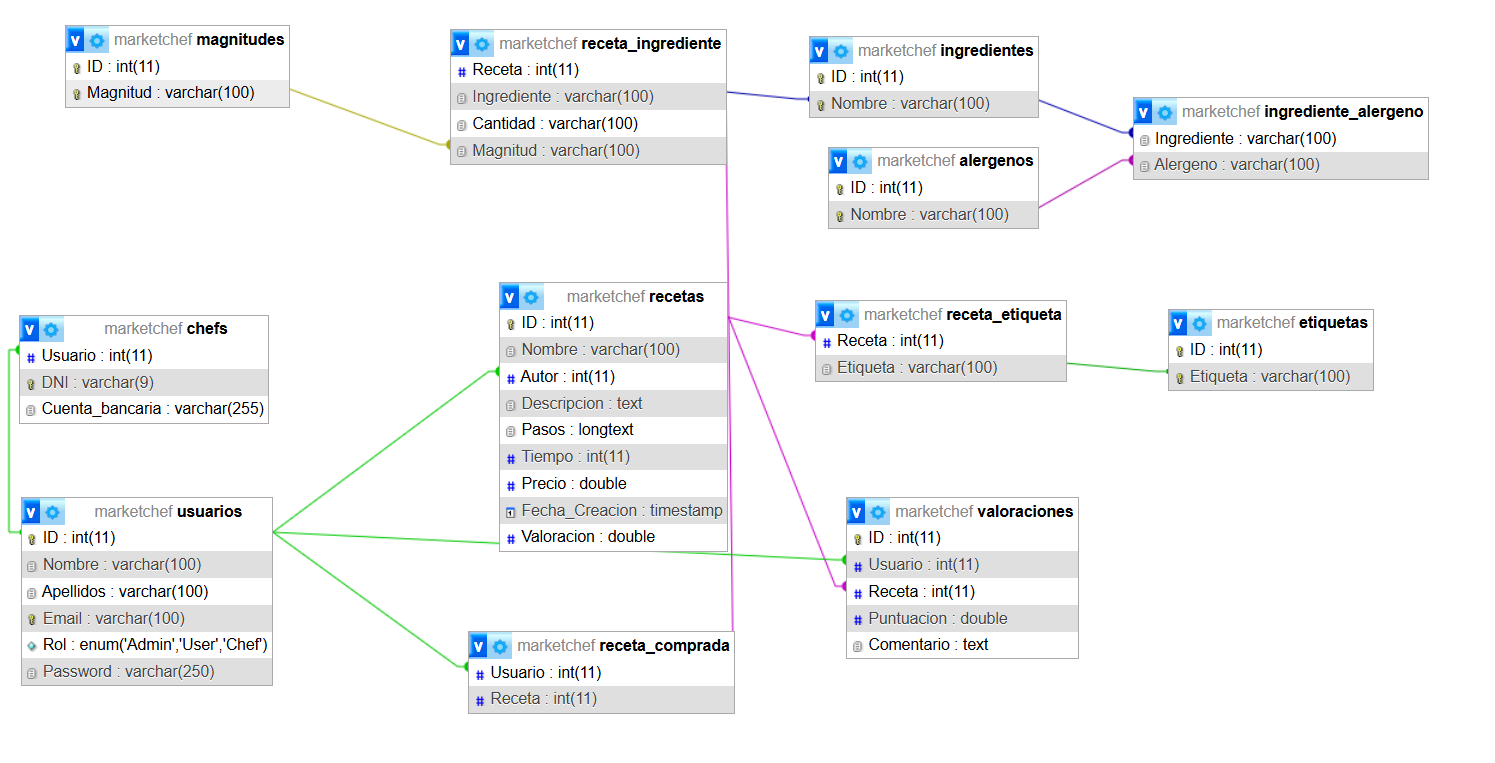 marketchef magnitudes
ID : int(11)
Magnitud : varchar(100)
marketchef receta_ingrediente
Receta : int(11)
Ingrediente : varchar(100)
Cantidad : varchar(100)
Magnitud : varchar(100)
marketchef ingredientes
ID : int(11)
Nombre : varchar(100)
marketchef ingrediente_alergeno
Ingrediente : varchar(100)
Alergeno : varchar(100)
marketchef alergenos
ID : int(11)
Nombre : varchar(100)
marketchef chefs
Usuario : int(11)
DNI : varchar(9)
Cuenta_bancaria : varchar(255)
marketchef recetas
ID : int(11)
Nombre : varchar(100)
Autor : int(11)
Descripcion : text
Pasos : longtext
Tiempo : int(11)
Precio : double
Fecha_Creacion : timestamp
Valoracion : double
marketchef receta_etiqueta
Receta : int(11)
Etiqueta : varchar(100)
marketchef etiquetas
ID : int(11)
Etiqueta : varchar(100)
marketchef usuarios
ID : int(11)
Nombre : varchar(100)
Apellidos : varchar(100)
Email : varchar(100)
Rol : enum('Admin','User','Chef')
Password : varchar(250)
marketchef receta_comprada
Usuario : int(11)
Receta : int(11)
marketchef valoraciones
ID : int(11)
Usuario : int(11)
Receta : int(11)
Puntuacion : double
Comentario : text